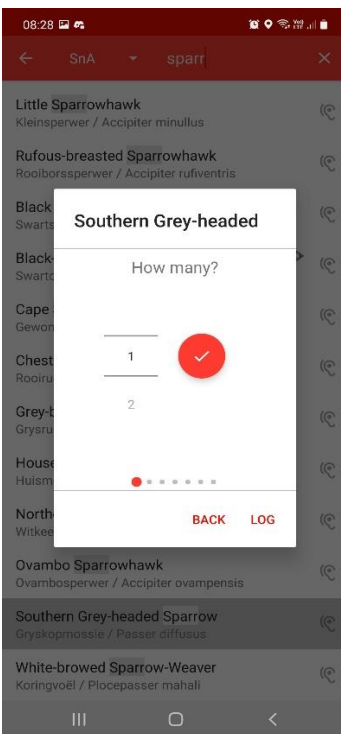 08:28
SnA sparr
Little Sparrowhawk
Kleinsperwer / Accipiter minullus
Rufous-breasted Sparrowhawk
Rooiborssperwer / Accipiter rufiventris
Black
Swarts
Southern Grey-headed
Black-
Swarto
How many?
Cape
Gewon
Chest
Rooiru
1
Grey-b
Grysru
2
House
Huism
North
Witkee
BACK LOG
Ovambo Sparrowhawk
Ovambosperwer / Accipiter ovampensis
Southern Grey-headed Sparrow
Gryskopmossie / Passer diffusus
White-browed Sparrow-Weaver
Koringvoël / Plocepasser mahali